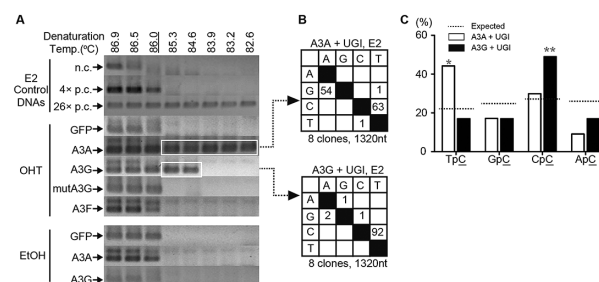 A
Denaturation Temp.(ºC)
86.9 86.5 86.0 85.3 84.6 83.9 83.2 82.6
E2 Control DNAs
n.c.
4× p.c.
26× p.c.
OHT
GFP
A3A
A3G
mutA3G
A3F
EtOH
GFP
A3A
A3G
B
A3A + UGI, E2
A G C T
A
G 54 1
C 63
T 1
8 clones, 1320nt
A3G + UGI, E2
A G C T
A 1
G 2 1
C 92
T
8 clones, 1320nt
C
(%)
Expected
A3A + UGI
A3G + UGI
60
50
40
30
20
10
0
*
**
TpC GpC CpC ApC